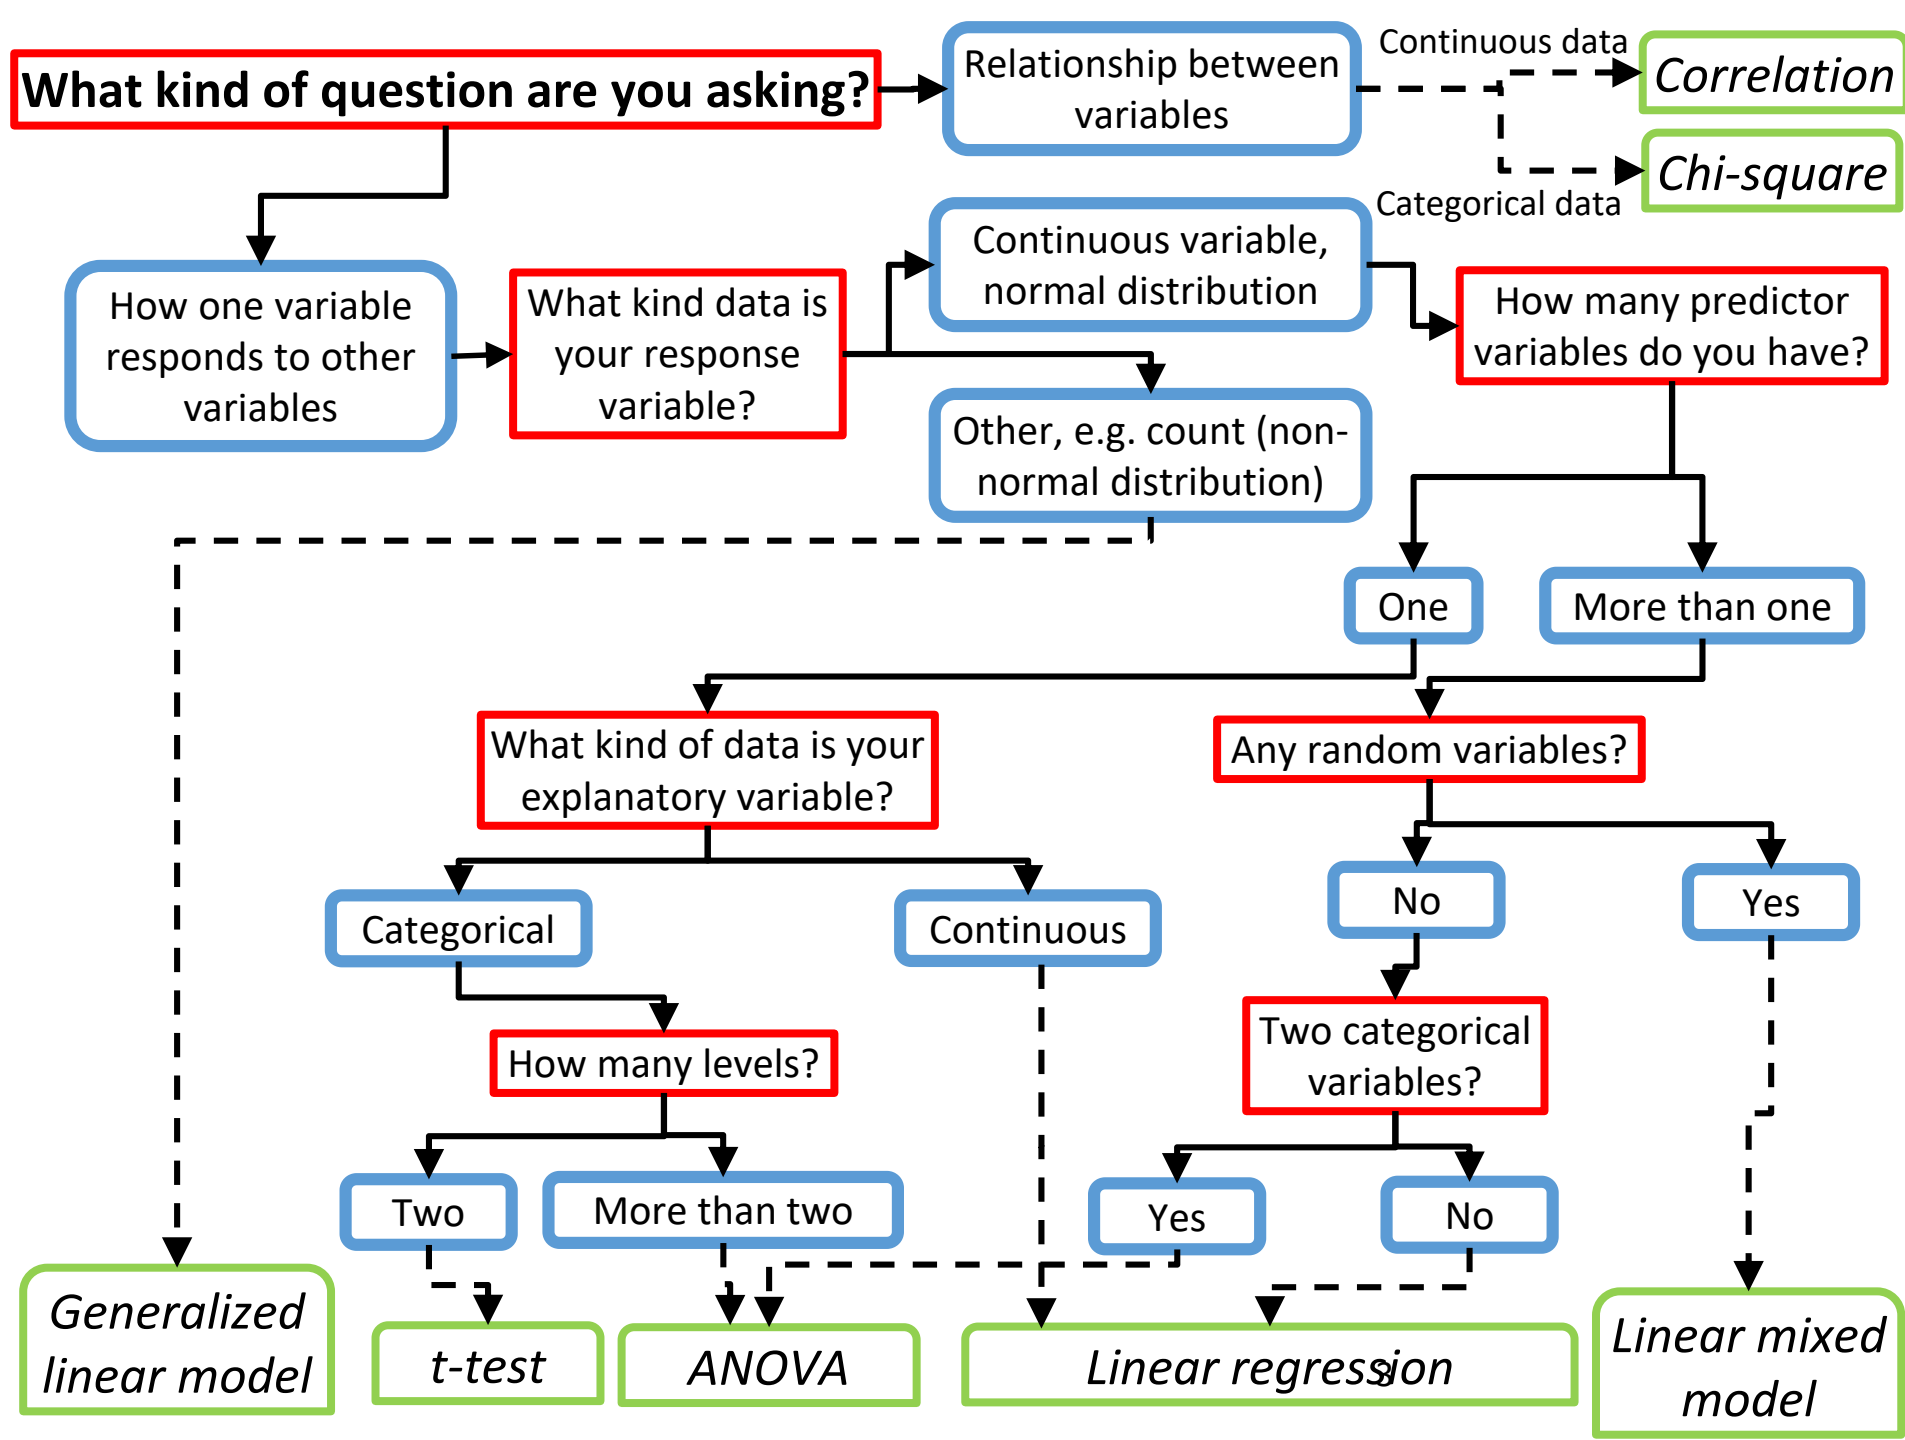 What kind of question are you asking?
Relationship between
variables
Continuous data
Correlation
Chi-square
Categorical data
How one variable
responds to other
variables
What kind data is
your response
variable?
Continuous variable,
normal distribution
Other, e.g. count (non-
normal distribution)
How many predictor
variables do you have?
One
More than one
What kind of data is your
explanatory variable?
Any random variables?
Categorical
Continuous
No
Yes
How many levels?
Two categorical
variables?
Two
More than two
Yes
No
Generalized
linear model
t-test
ANOVA
Linear regression
3
Linear mixed
model